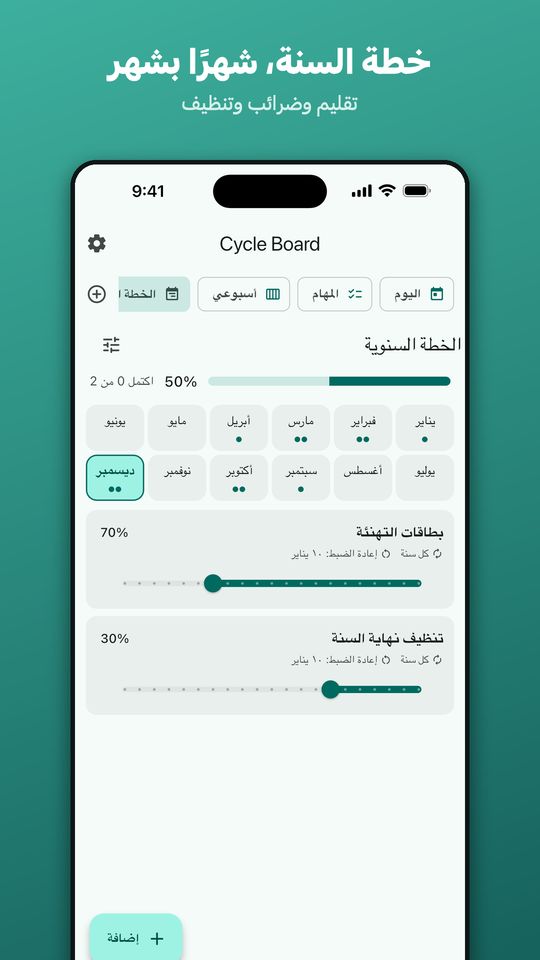 خطة السنة، شهرًا بشهر
تقليم وضرائب وتنظيف
9:41
Cycle Board
اليوم
المهام
أسبوعي
الخطة ا
الخطة السنوية
50% اكتمل 0 من 2
يناير فبراير مارس أبريل مايو يونيو
يوليو أغسطس سبتمبر أكتوبر نوفمبر ديسمبر
بطاقات التهنئة 70%
كل سنة إعادة الضبط: ١٠ يناير
تنظيف نهاية السنة 30%
كل سنة إعادة الضبط: ١٠ يناير
إضافة